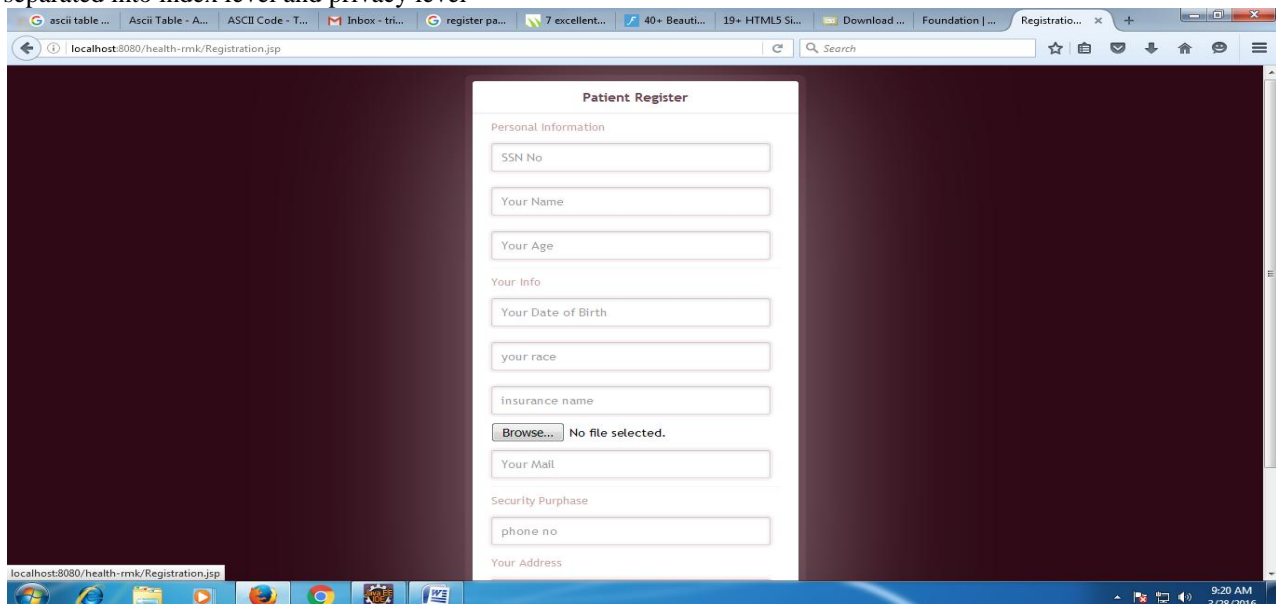 separated into index level and privacy level
ascii table ... Ascii Table - A... ASCII Code - T... Inbox - tri... register pa... 7 excellent... 40+ Beauti... 19+ HTML5 Si... Download ... Foundation | ... Registratio...
localhost:8080/health-rmk/Registration.jsp Search
Patient Register
Personal Information
SSN No
Your Name
Your Age
Your Info
Your Date of Birth
your race
insurance name
Browse... No file selected.
Your Mail
Security Purphase
phone no
Your Address
localhost:8080/health-rmk/Registration.jsp
9:20 AM
3/28/2016